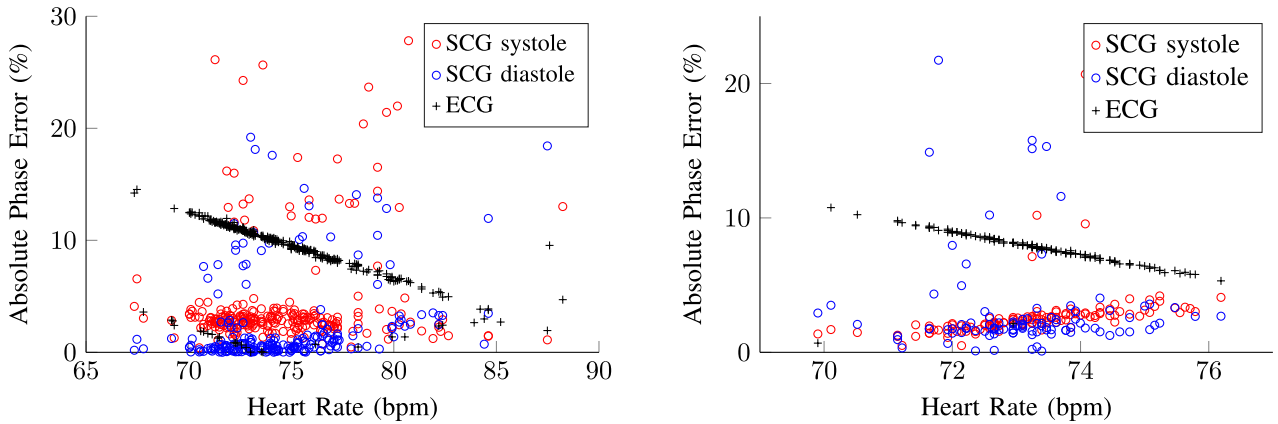 30
20
10
0
65
70
75
80
85
90
Absolute Phase Error (%)
Heart Rate (bpm)
SCG systole
SCG diastole
ECG
20
10
0
70
72
74
76
Absolute Phase Error (%)
Heart Rate (bpm)
SCG systole
SCG diastole
ECG